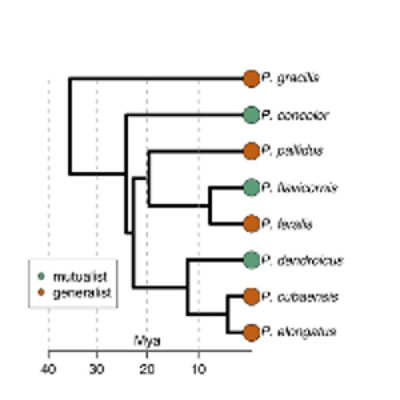 P. gracilis
P. concolor
P. pallidus
P. flavicornis
P. feralis
P. dendroicus
P. cubaensis
P. elongatus
mutualist
generalist
Mya
40 30 20 10